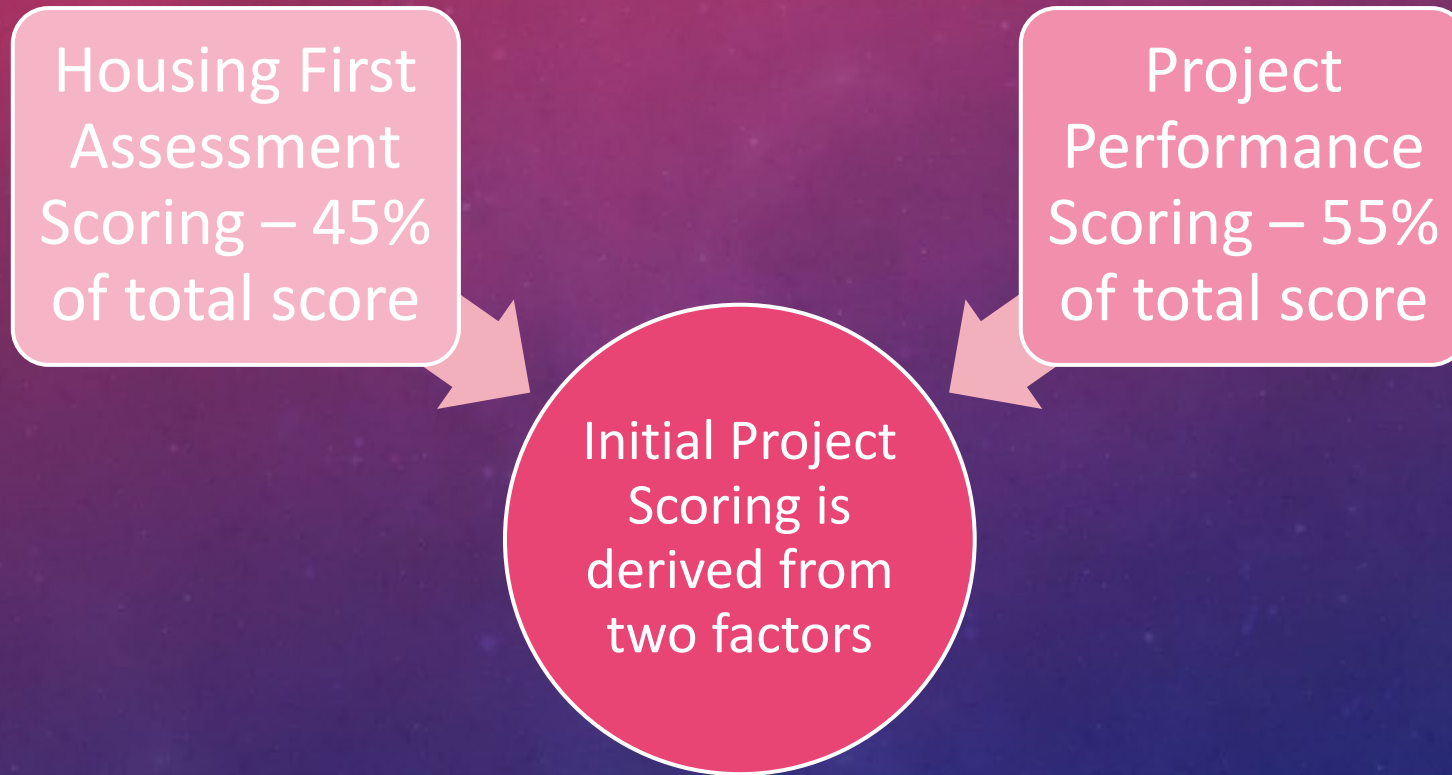 Housing First
Assessment
Scoring – 45%
of total score
Project
Performance
Scoring – 55%
of total score
Initial Project
Scoring is
derived from
two factors